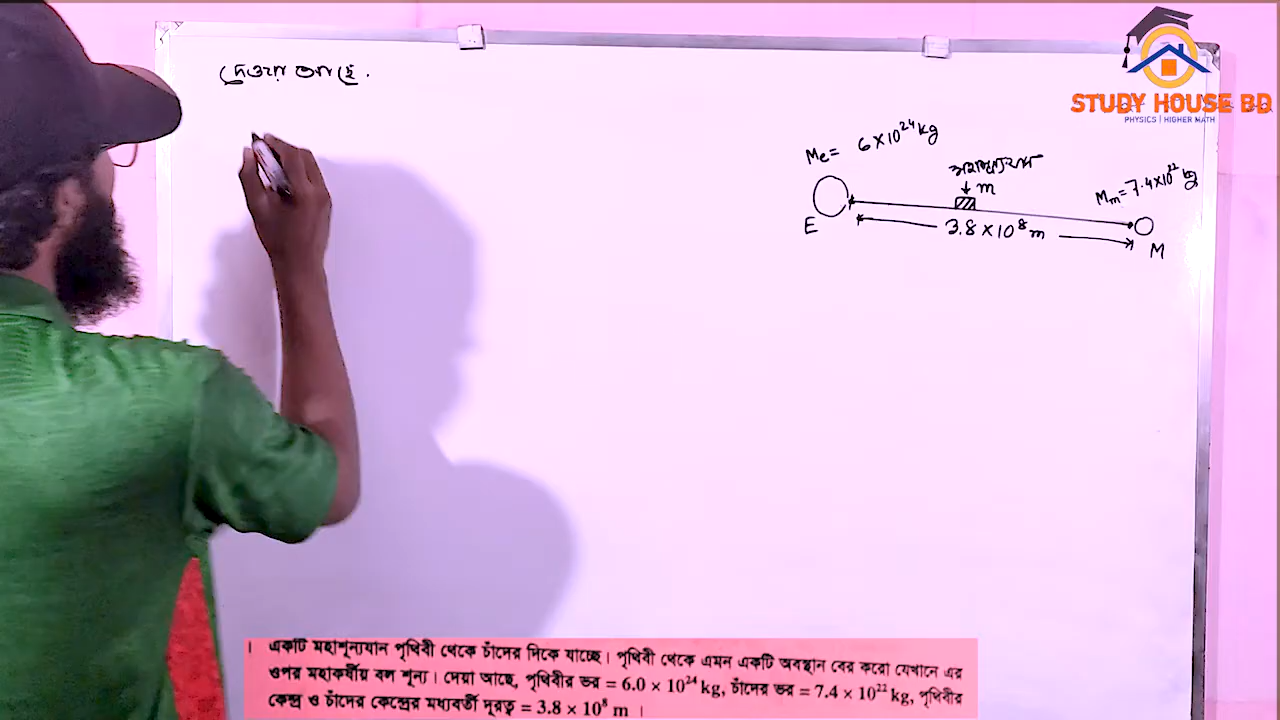 দেওয়া আছে.
STUDY HOUSE BD
PHYSICS | HIGHER MATH
Me = 6 × 10²⁴ kg
মহাশূন্যযান
m
Mm = 7.4 × 10²² kg
E
3.8 × 10⁸ m
M
। একটি মহাশূন্যযান পৃথিবী থেকে চাঁদের দিকে যাচ্ছে। পৃথিবী থেকে এমন একটি অবস্থান বের করো যেখানে এর
ওপর মহাকর্ষীয় বল শূন্য। দেয়া আছে, পৃথিবীর ভর = 6.0 × 10²⁴ kg, চাঁদের ভর = 7.4 × 10²² kg, পৃথিবীর
কেন্দ্র ও চাঁদের কেন্দ্রের মধ্যবর্তী দূরত্ব = 3.8 × 10⁸ m ।